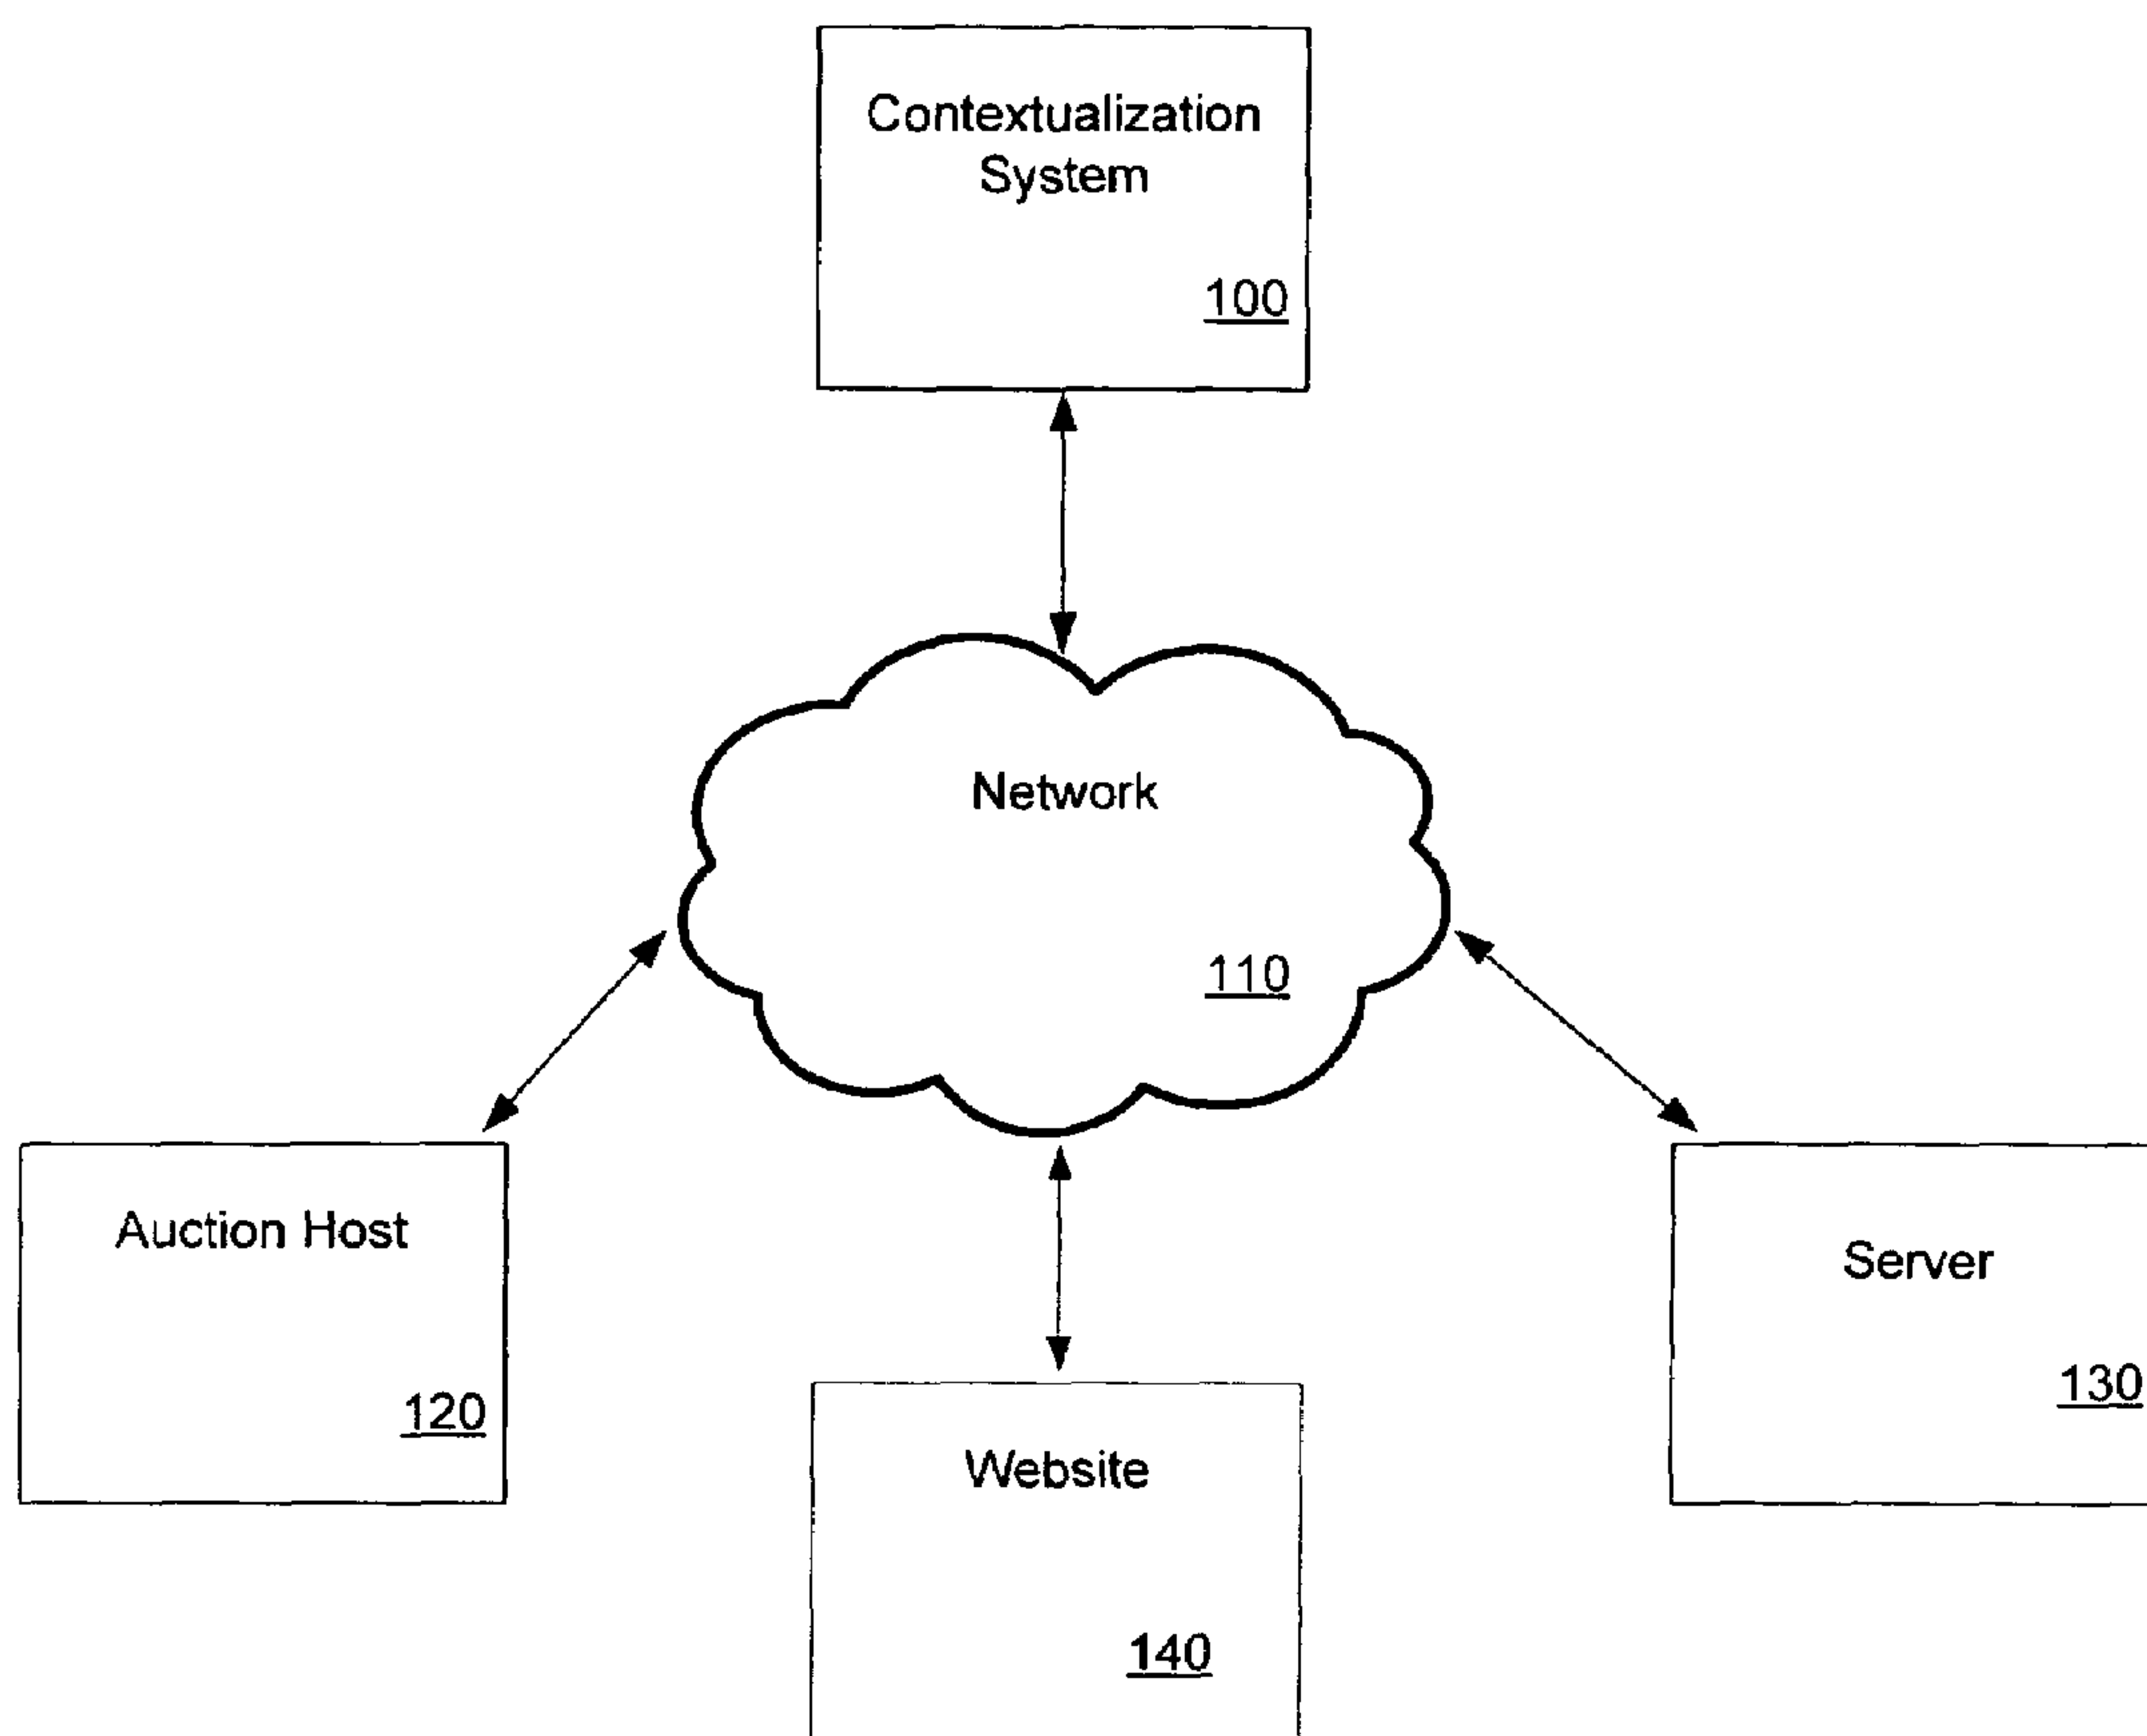 Contextualization
System
100
Network
110
Auction Host
120
Server
130
Website
140